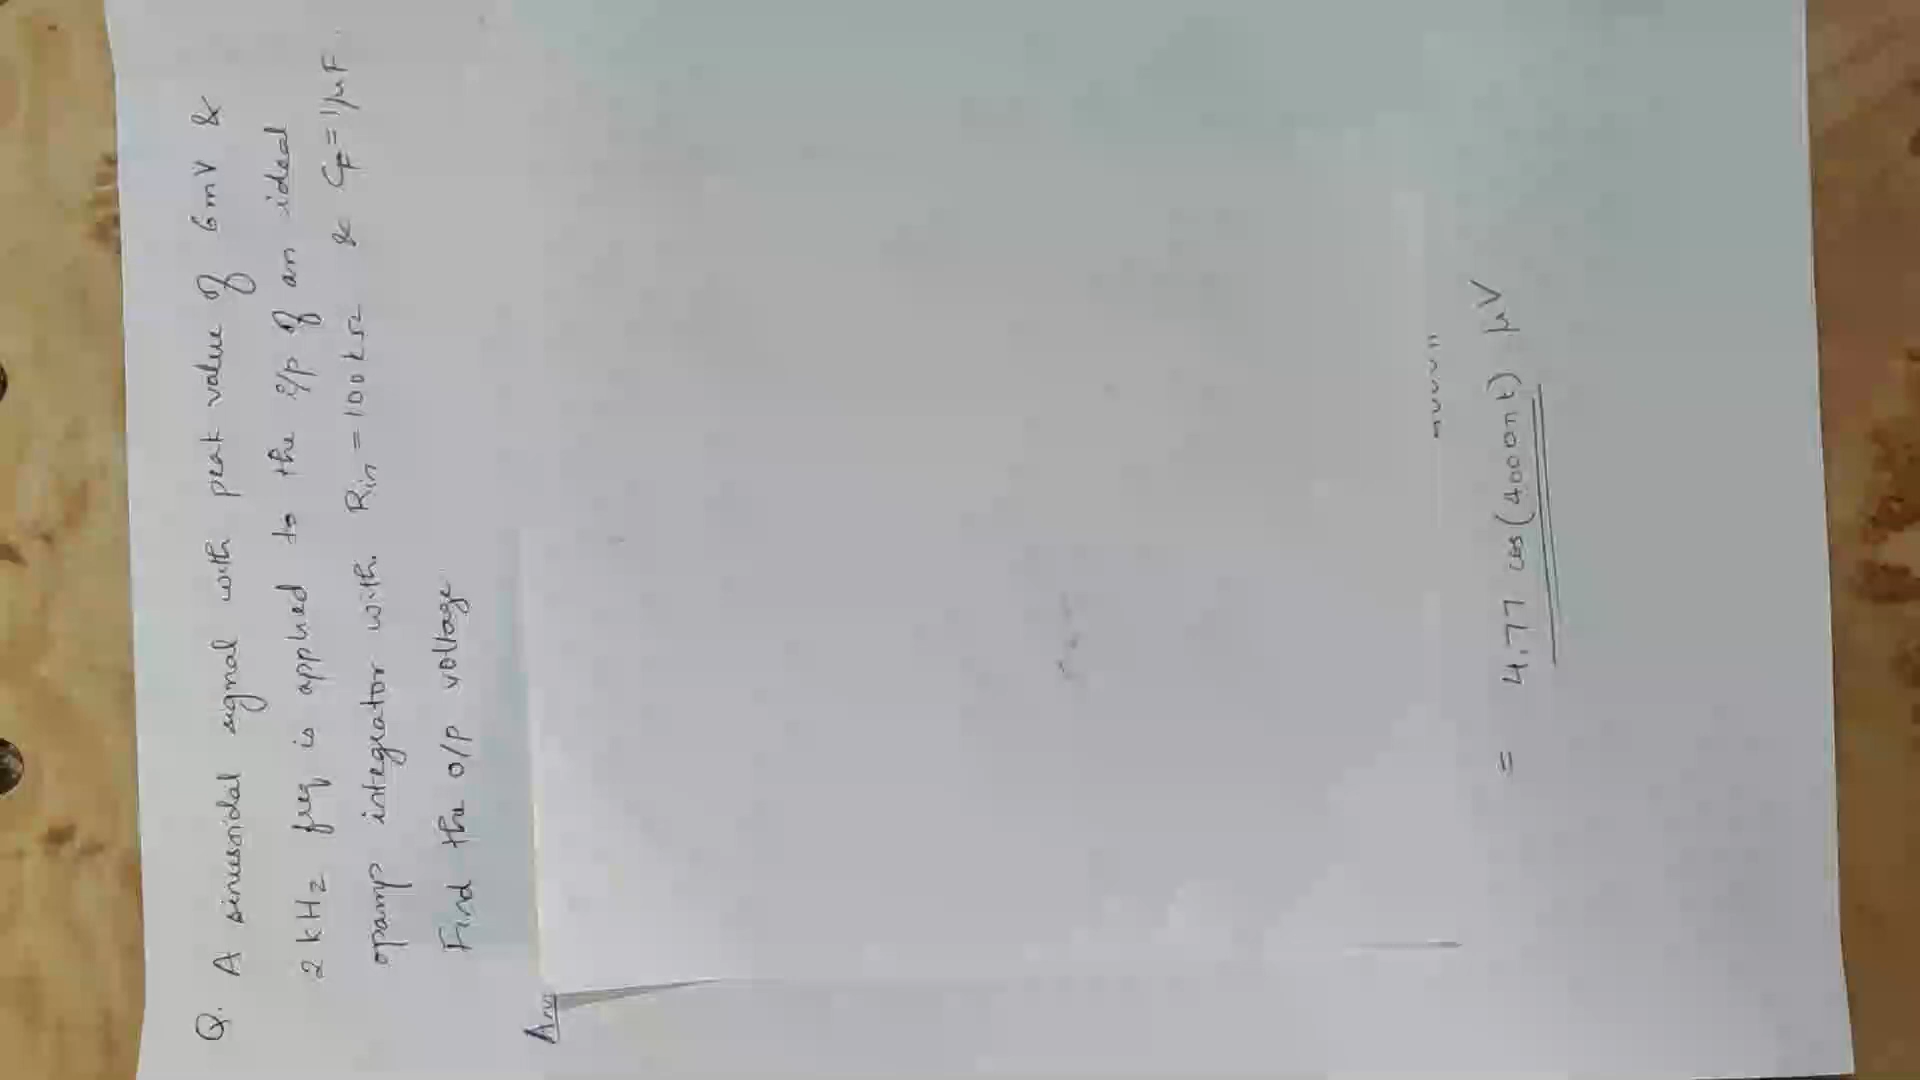 Q. A sinusoidal signal with peak value of 6mV &
2 kHz freq is applied to the i/p of an ideal
opamp integrator with Rin = 100 kΩ & CF = 1μF.
Find the o/p voltage
Ans
= 4.77 cos (4000πt) μV